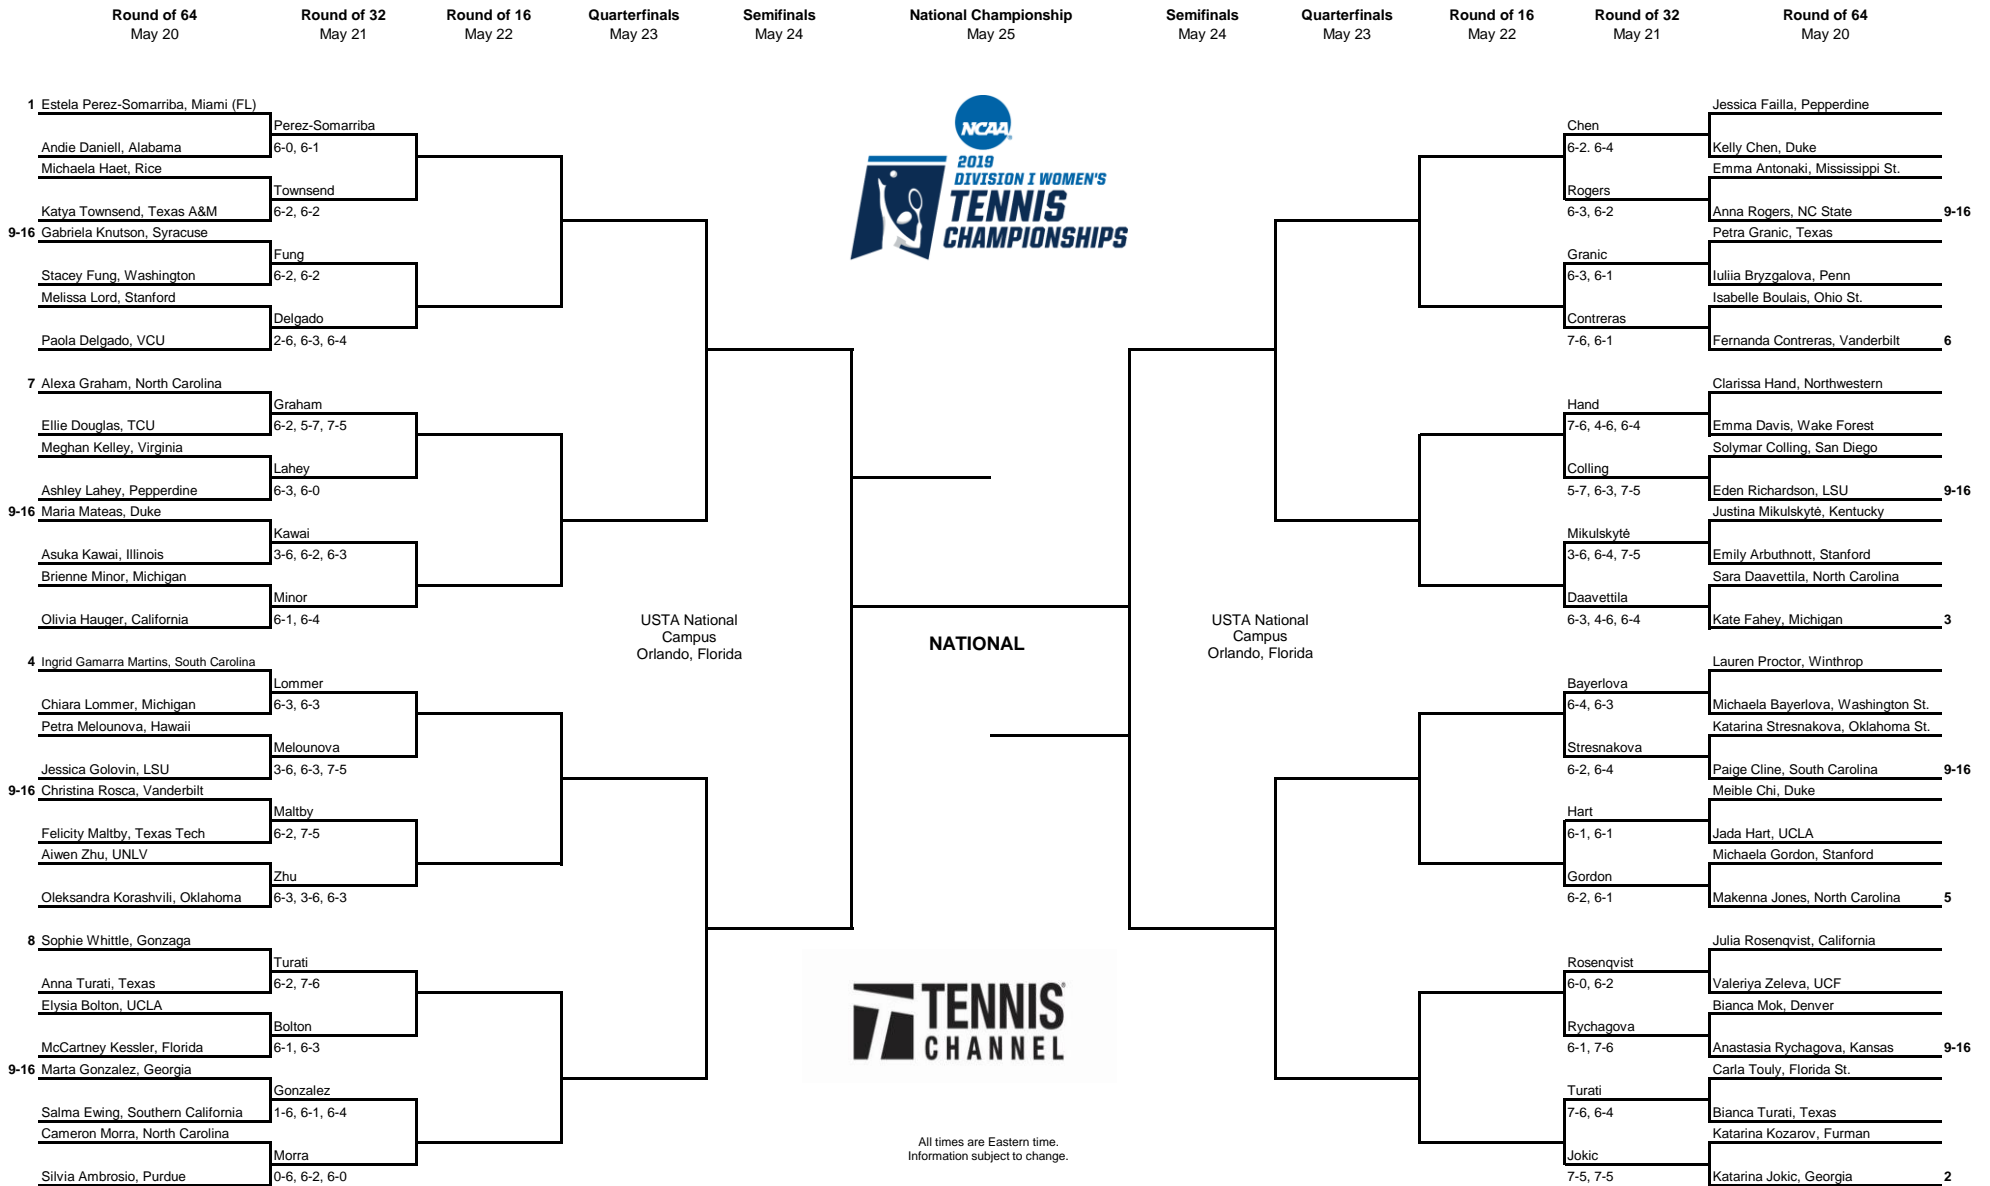 Round of 64
May 20
Round of 32
May 21
Round of 16
May 22
Quarterfinals
May 23
Semifinals
May 24
National Championship
May 25
Semifinals
May 24
Quarterfinals
May 23
Round of 16
May 22
Round of 32
May 21
Round of 64
May 20
1 Estela Perez-Somarriba, Miami (FL)
Perez-Somarriba
Andie Daniell, Alabama
6-0, 6-1
Michaela Haet, Rice
Townsend
Katya Townsend, Texas A&M
6-2, 6-2
9-16 Gabriela Knutson, Syracuse
Fung
Stacey Fung, Washington
6-2, 6-2
Melissa Lord, Stanford
Delgado
Paola Delgado, VCU
2-6, 6-3, 6-4
7 Alexa Graham, North Carolina
Graham
Ellie Douglas, TCU
6-2, 5-7, 7-5
Meghan Kelley, Virginia
Lahey
Ashley Lahey, Pepperdine
6-3, 6-0
9-16 Maria Mateas, Duke
Kawai
Asuka Kawai, Illinois
3-6, 6-2, 6-3
Brienne Minor, Michigan
Minor
Olivia Hauger, California
6-1, 6-4
4 Ingrid Gamarra Martins, South Carolina
Lommer
Chiara Lommer, Michigan
6-3, 6-3
Petra Melounova, Hawaii
Melounova
Jessica Golovin, LSU
3-6, 6-3, 7-5
9-16 Christina Rosca, Vanderbilt
Maltby
Felicity Maltby, Texas Tech
6-2, 7-5
Aiwen Zhu, UNLV
Zhu
Oleksandra Korashvili, Oklahoma
6-3, 3-6, 6-3
8 Sophie Whittle, Gonzaga
Turati
Anna Turati, Texas
6-2, 7-6
Elysia Bolton, UCLA
Bolton
McCartney Kessler, Florida
6-1, 6-3
9-16 Marta Gonzalez, Georgia
Gonzalez
Salma Ewing, Southern California
1-6, 6-1, 6-4
Cameron Morra, North Carolina
Morra
Silvia Ambrosio, Purdue
0-6, 6-2, 6-0
NCAA
2019
DIVISION I WOMEN'S
TENNIS
CHAMPIONSHIPS
USTA National
Campus
Orlando, Florida
NATIONAL
USTA National
Campus
Orlando, Florida
TENNIS
CHANNEL
All times are Eastern time.
Information subject to change.
Jessica Failla, Pepperdine
Chen
6-2. 6-4
Kelly Chen, Duke
Emma Antonaki, Mississippi St.
Rogers
6-3, 6-2
Anna Rogers, NC State 9-16
Petra Granic, Texas
Granic
6-3, 6-1
Iuliia Bryzgalova, Penn
Isabelle Boulais, Ohio St.
Contreras
7-6, 6-1
Fernanda Contreras, Vanderbilt 6
Clarissa Hand, Northwestern
Hand
7-6, 4-6, 6-4
Emma Davis, Wake Forest
Solymar Colling, San Diego
Colling
5-7, 6-3, 7-5
Eden Richardson, LSU 9-16
Justina Mikulskytė, Kentucky
Mikulskytė
3-6, 6-4, 7-5
Emily Arbuthnott, Stanford
Sara Daavettila, North Carolina
Daavettila
6-3, 4-6, 6-4
Kate Fahey, Michigan 3
Lauren Proctor, Winthrop
Bayerlova
6-4, 6-3
Michaela Bayerlova, Washington St.
Katarina Stresnakova, Oklahoma St.
Stresnakova
6-2, 6-4
Paige Cline, South Carolina 9-16
Meible Chi, Duke
Hart
6-1, 6-1
Jada Hart, UCLA
Michaela Gordon, Stanford
Gordon
6-2, 6-1
Makenna Jones, North Carolina 5
Julia Rosenqvist, California
Rosenqvist
6-0, 6-2
Valeriya Zeleva, UCF
Bianca Mok, Denver
Rychagova
6-1, 7-6
Anastasia Rychagova, Kansas 9-16
Carla Touly, Florida St.
Turati
7-6, 6-4
Bianca Turati, Texas
Katarina Kozarov, Furman
Jokic
7-5, 7-5
Katarina Jokic, Georgia 2